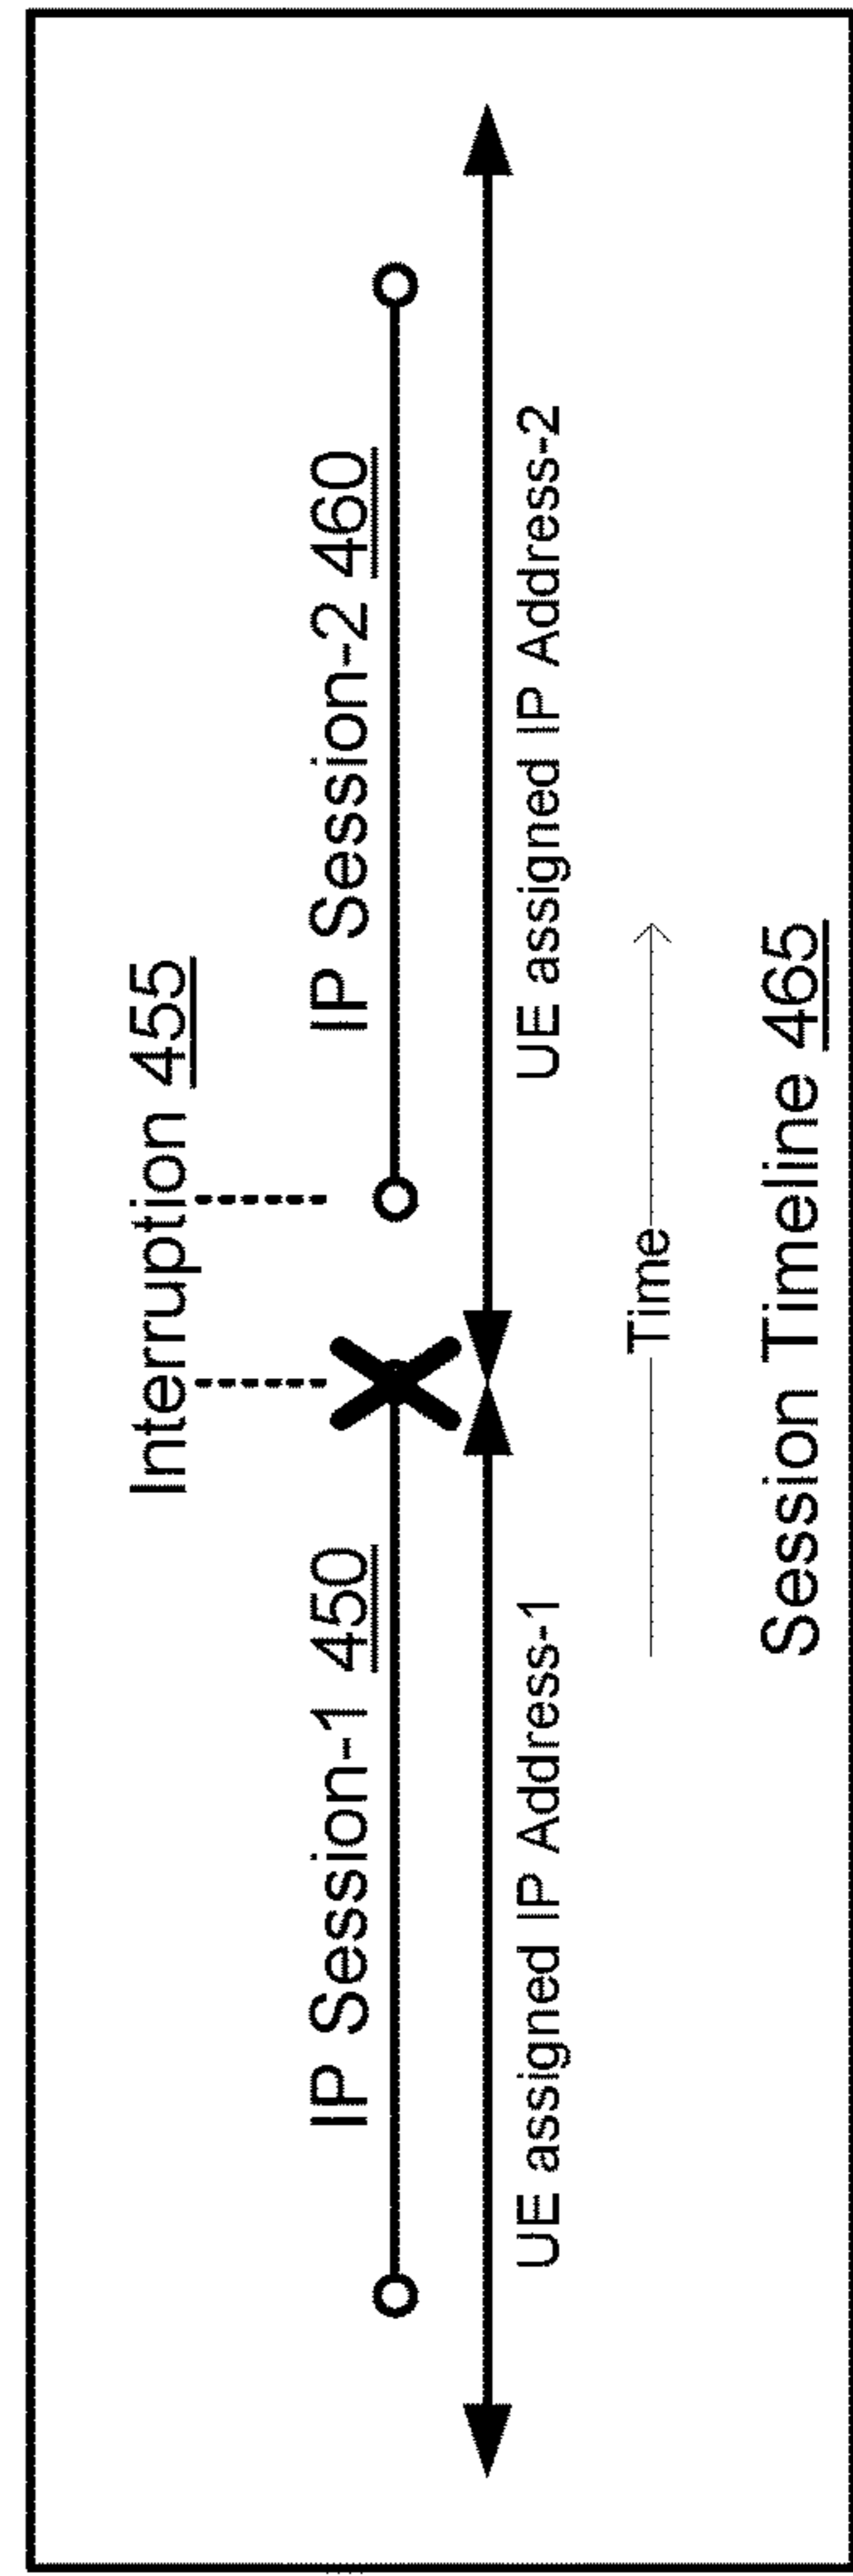 Interruption 455
IP Session-1 450
IP Session-2 460
UE assigned IP Address-1
UE assigned IP Address-2
Time
Session Timeline 465